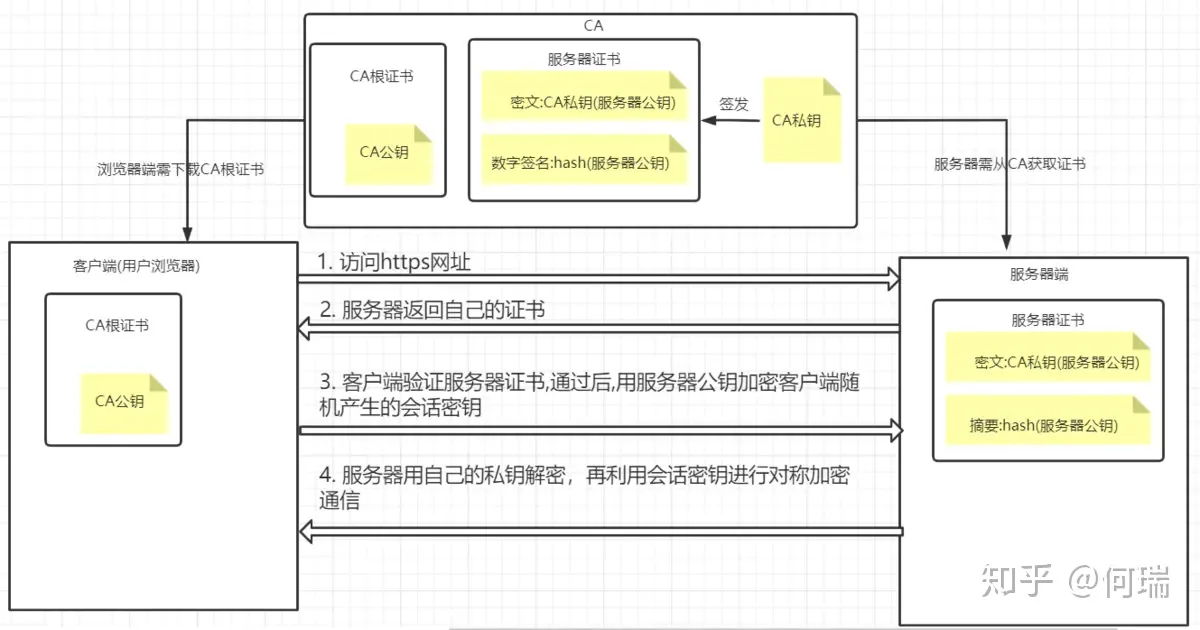 CA
CA根证书
CA公钥
服务器证书
密文:CA私钥(服务器公钥)
数字签名:hash(服务器公钥)
签发
CA私钥
浏览器端需下载CA根证书
服务器需从CA获取证书
客户端(用户浏览器)
CA根证书
CA公钥
1. 访问https网址
2. 服务器返回自己的证书
3. 客户端验证服务器证书,通过后,用服务器公钥加密客户端随
机产生的会话密钥
4. 服务器用自己的私钥解密，再利用会话密钥进行对称加密
通信
服务器端
服务器证书
密文:CA私钥(服务器公钥)
摘要:hash(服务器公钥)
知乎 @何瑞